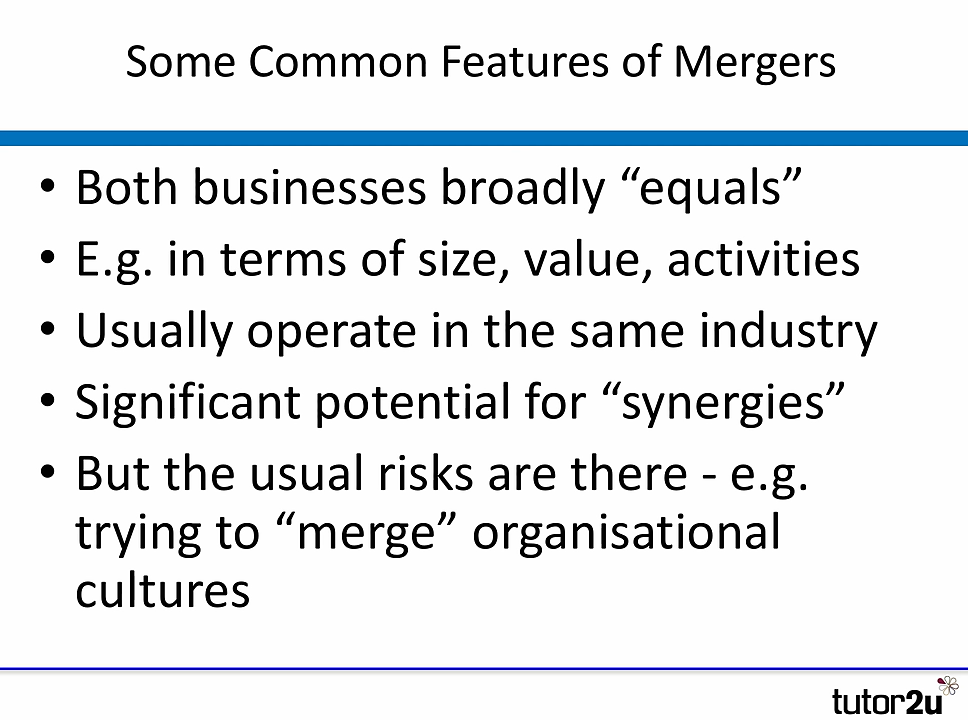 Some Common Features of Mergers
• Both businesses broadly “equals”
• E.g. in terms of size, value, activities
• Usually operate in the same industry
• Significant potential for “synergies”
• But the usual risks are there - e.g.
trying to “merge” organisational
cultures
tutor2u